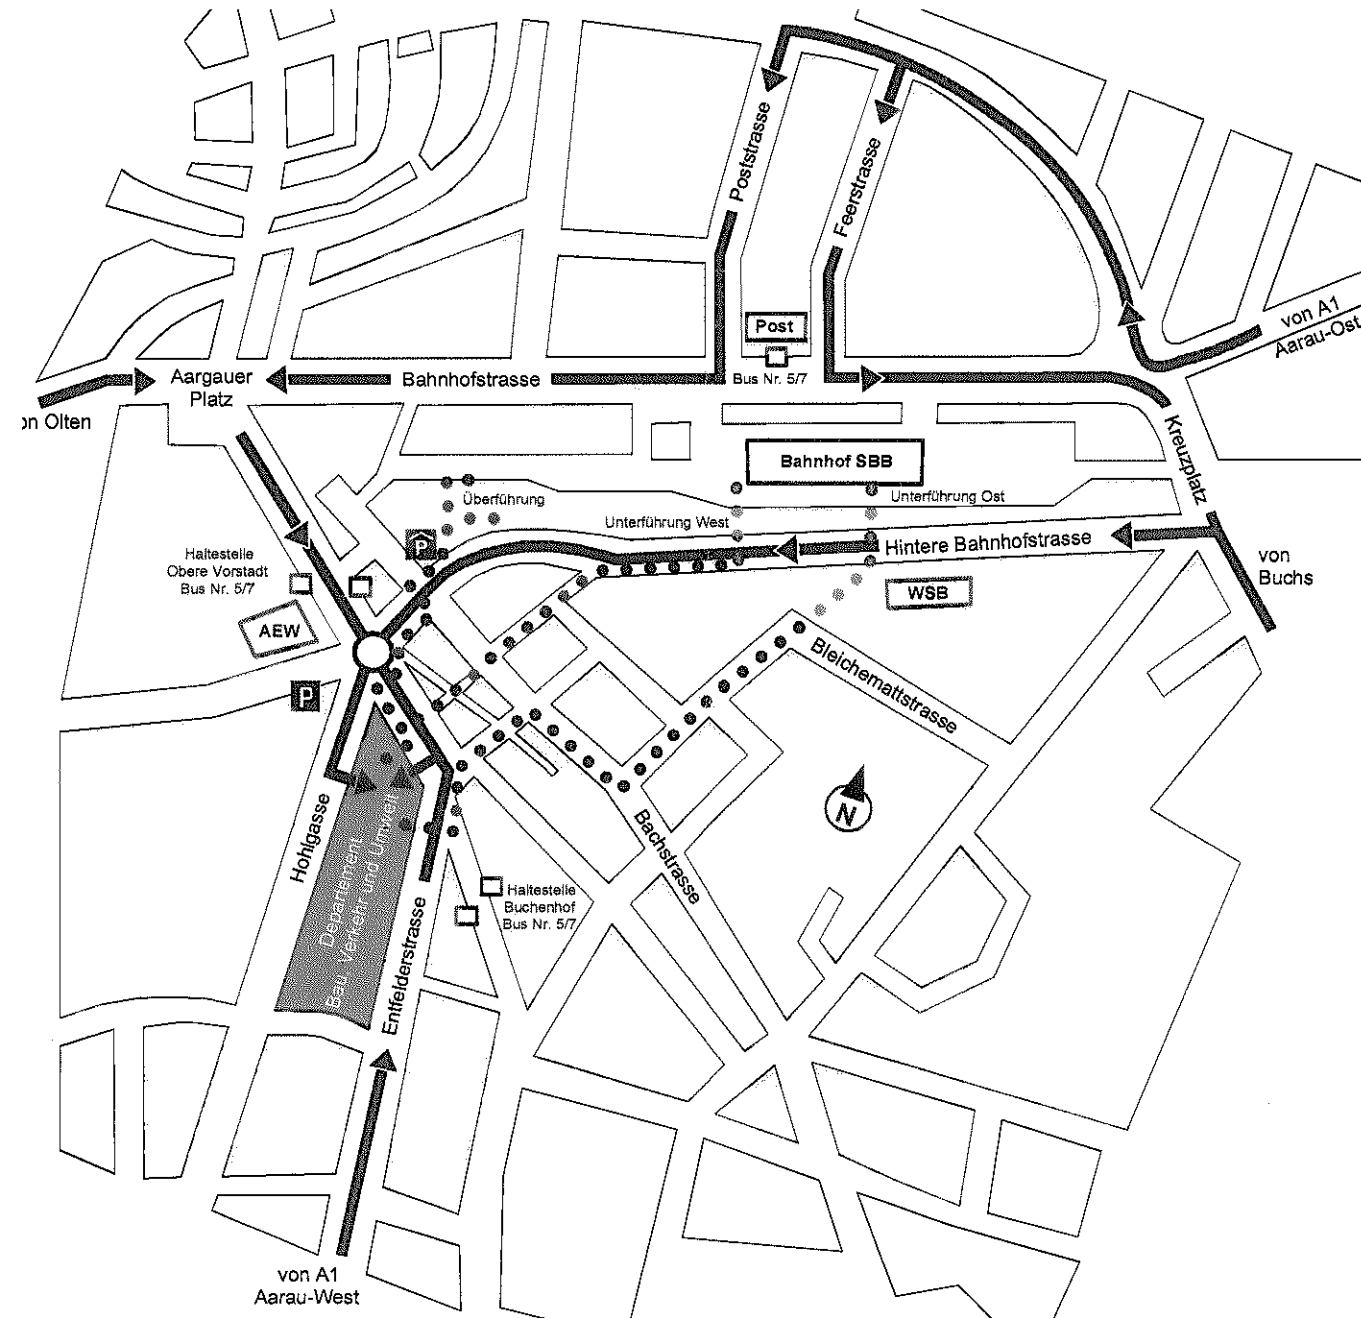 Poststrasse
Feerstrasse
von A1
Aarau-Ost
Post
Bus Nr. 5/7
Aargauer
Platz
Bahnhofstrasse
on Olten
Kreuzplatz
Bahnhof SBB
Überführung
Unterführung Ost
Unterführung West
P
Hintere Bahnhofstrasse
von
Buchs
Haltestelle
Obere Vorstadt
Bus Nr. 5/7
WSB
AEW
P
Bleichemattstrasse
N
Hohlgasse
Departement
Bau, Verkehr und Umwelt
Bachstrasse
Haltestelle
Buchenhof
Bus Nr. 5/7
Entfelderstrasse
von A1
Aarau-West